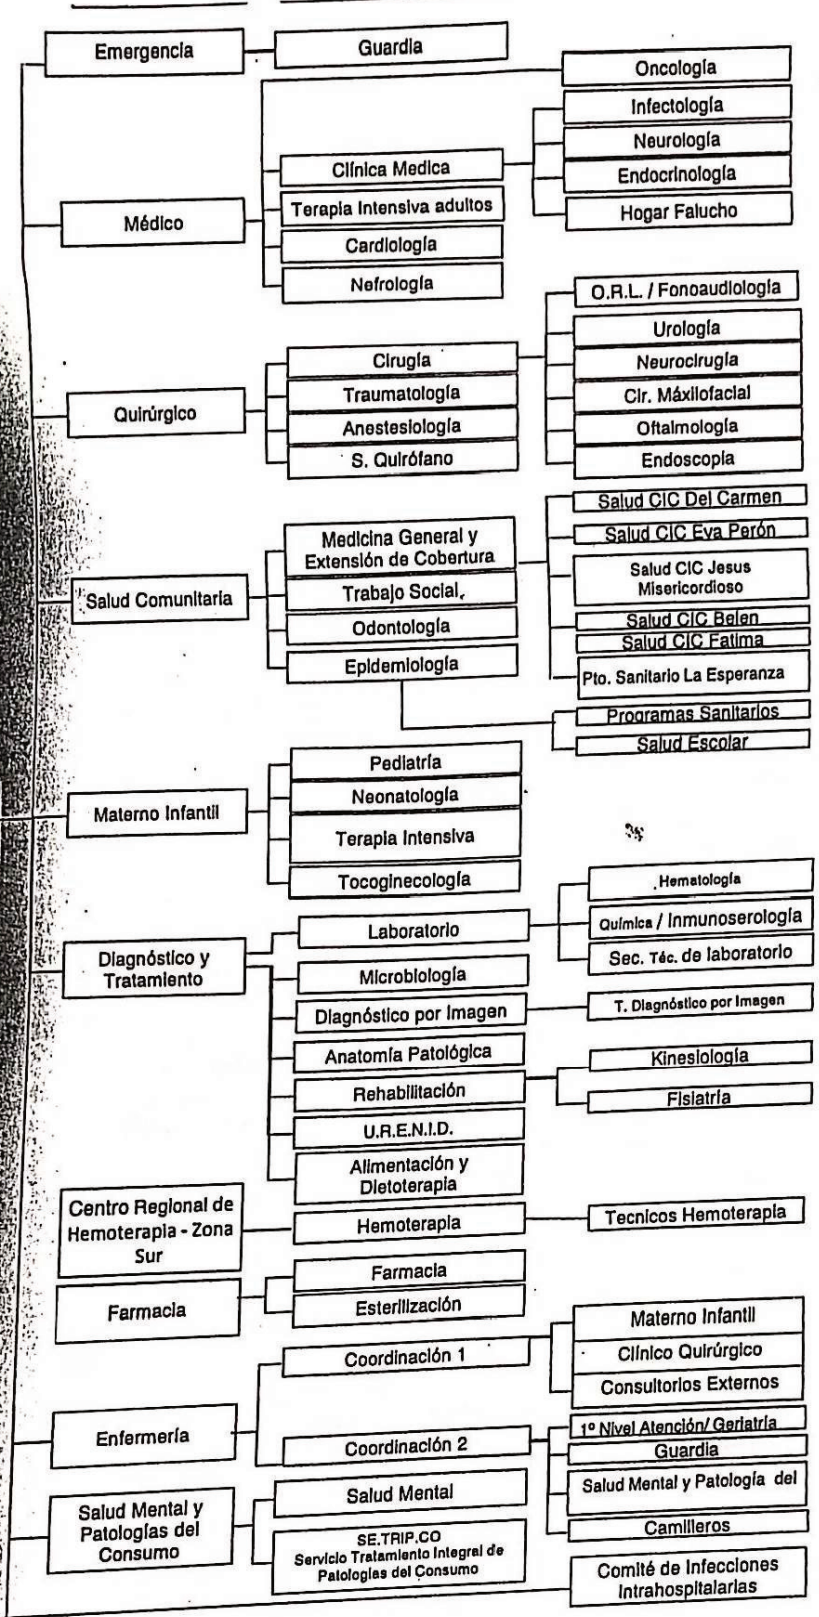 Emergencia
Guardia
Oncología
Infectología
Neurología
Clínica Medica
Endocrinología
Terapia Intensiva adultos
Hogar Falucho
Médico
Cardiología
Nefrología
O.R.L. / Fonoaudiología
Urología
Cirugía
Neurocirugía
Traumatología
Cir. Máxilofacial
Quirúrgico
Anestesiología
Oftalmología
S. Quirófano
Endoscopía
Salud CIC Del Carmen
Medicina General y
Extensión de Cobertura
Salud CIC Eva Perón
Salud CIC Jesus
Misericordioso
Salud Comunitaria
Trabajo Social
Salud CIC Belen
Odontología
Salud CIC Fatima
Epidemiología
Pto. Sanitario La Esperanza
Programas Sanitarios
Salud Escolar
Pediatría
Neonatología
Materno Infantil
Terapia Intensiva
Tocoginecología
Hematología
Laboratorio
Química / Inmunoserología
Diagnóstico y
Tratamiento
Sec. Téc. de laboratorio
Microbiología
Diagnóstico por Imagen
T. Diagnóstico por Imagen
Anatomía Patológica
Kinesiología
Rehabilitación
Fisiatría
U.R.E.N.I.D.
Alimentación y
Dietoterapia
Centro Regional de
Hemoterapia - Zona
Sur
Hemoterapia
Tecnicos Hemoterapia
Farmacia
Farmacia
Esterilización
Materno Infantil
Coordinación 1
Clínico Quirúrgico
Consultorios Externos
Enfermería
1º Nivel Atención/ Geriatría
Coordinación 2
Guardia
Salud Mental y Patología del
Camilleros
Salud Mental y
Patologías del
Consumo
Salud Mental
SE.TRIP.CO
Servicio Tratamiento Integral de
Patologías del Consumo
Comité de Infecciones
Intrahospitalarias